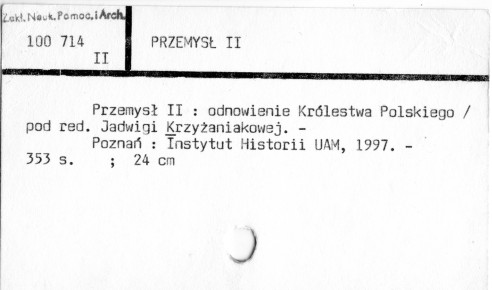 Zakł. Nauk. Pomoc. i Arch.
100 714
II
PRZEMYSŁ II
Przemysł II : odnowienie Królestwa Polskiego /
pod red. Jadwigi Krzyżaniakowej. -
Poznań : Instytut Historii UAM, 1997. -
353 s. ; 24 cm